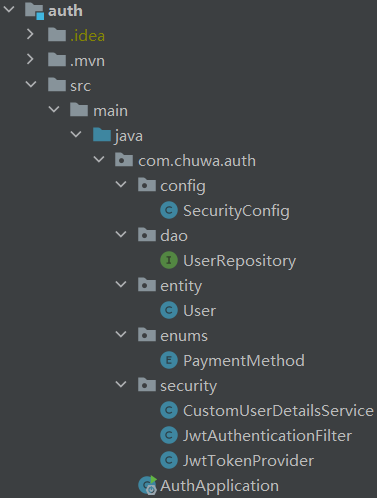 auth
.idea
.mvn
src
main
java
com.chuwa.auth
config
C SecurityConfig
dao
I UserRepository
entity
C User
enums
E PaymentMethod
security
C CustomUserDetailsService
C JwtAuthenticationFilter
C JwtTokenProvider
AuthApplication